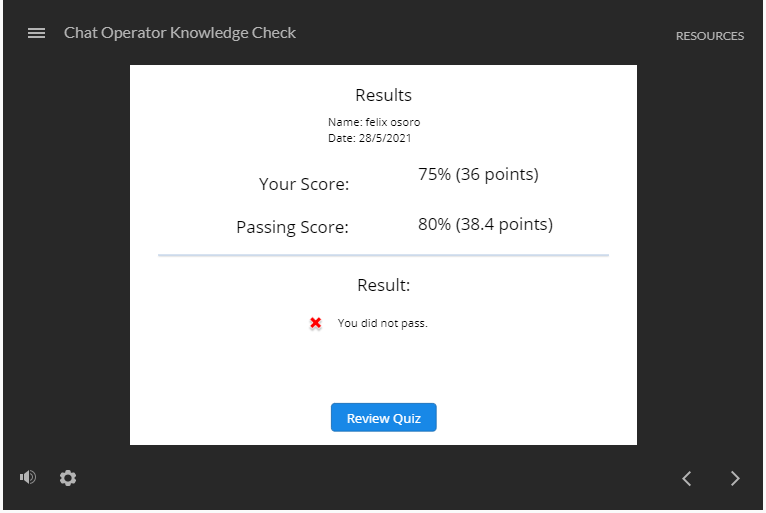 Chat Operator Knowledge Check
RESOURCES
Results
Name: felix osoro
Date: 28/5/2021
Your Score: 75% (36 points)
Passing Score: 80% (38.4 points)
Result:
You did not pass.
Review Quiz